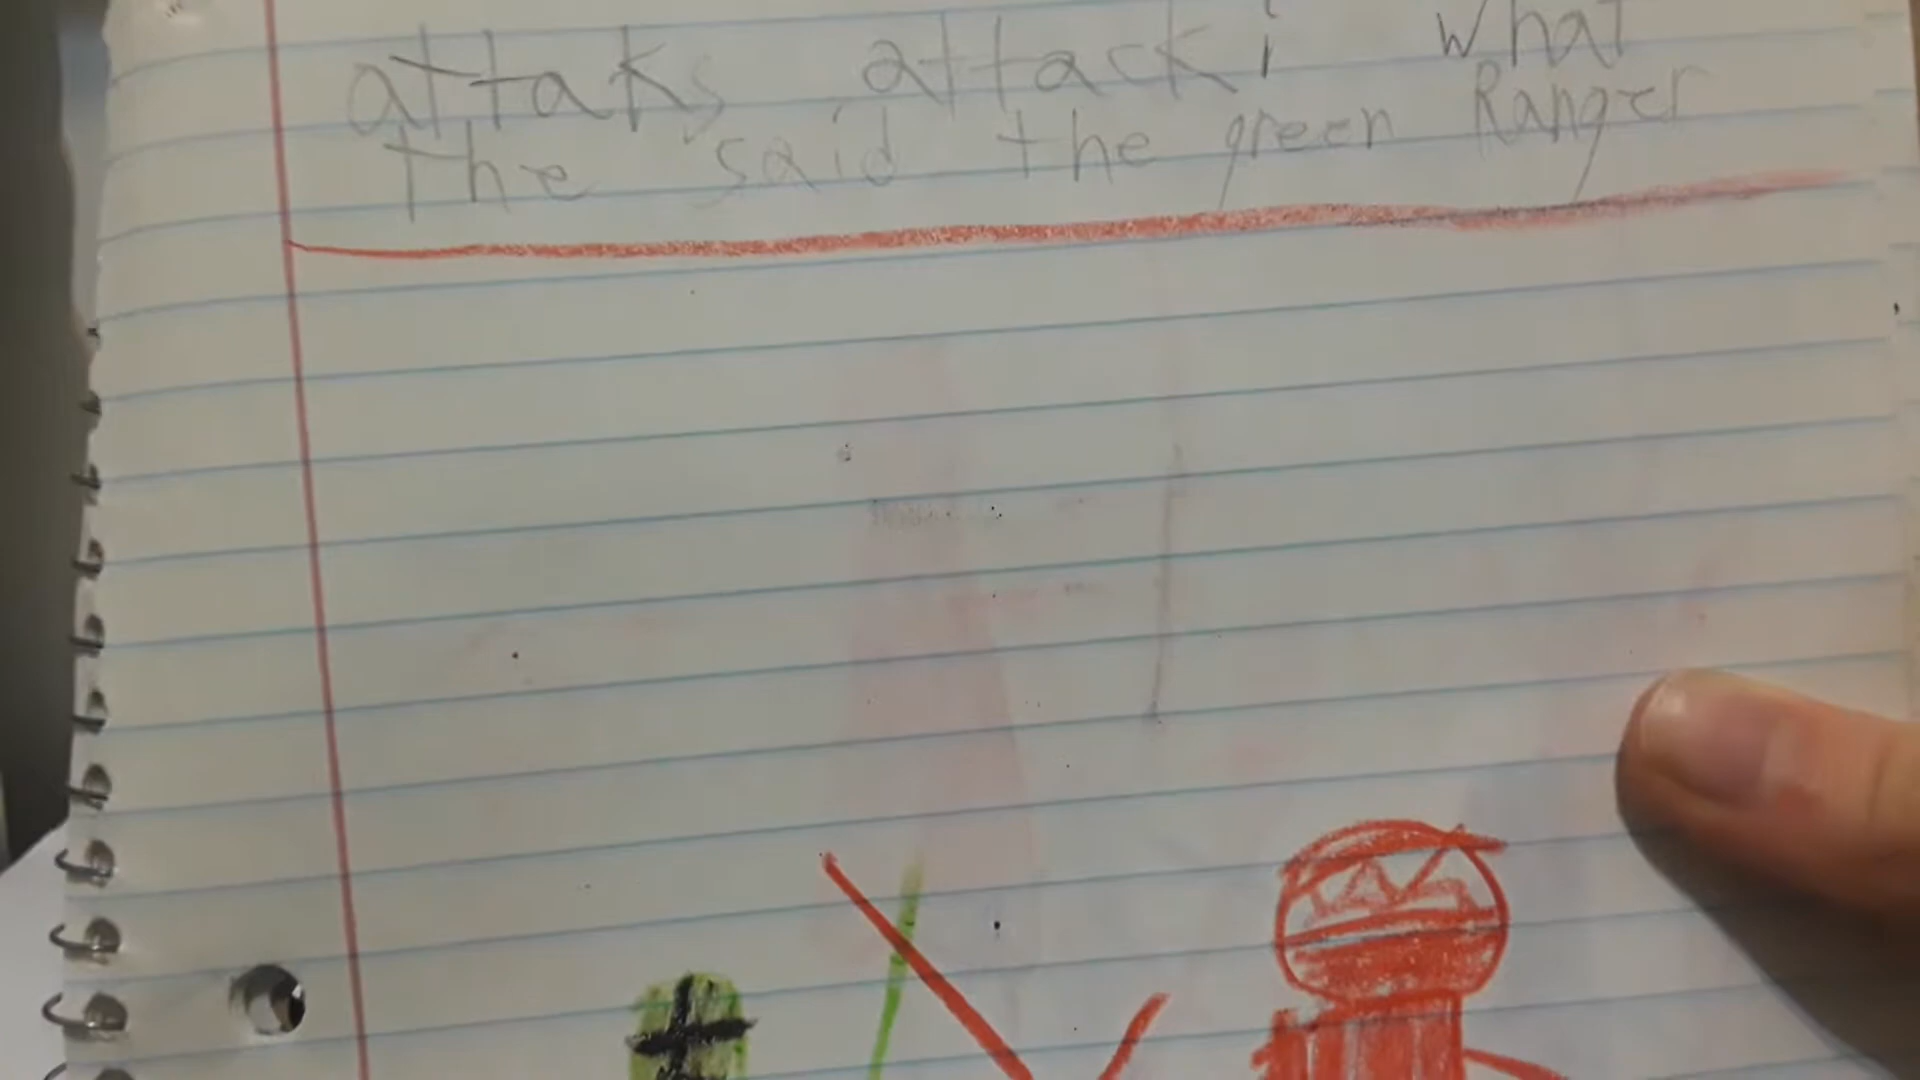 attaks attack! What
the said the green Ranger